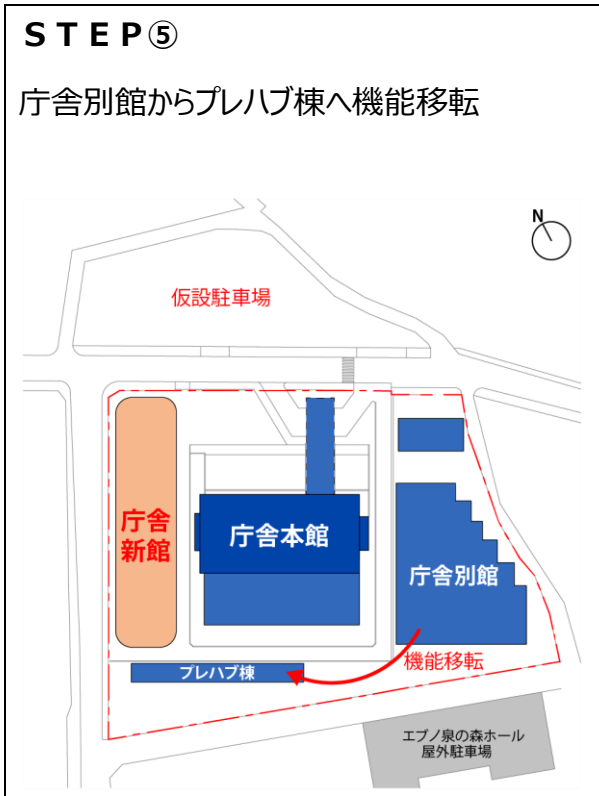 STEP⑤
庁舎別館からプレハブ棟へ機能移転
N
仮設駐車場
庁舎
新館
庁舎本館
庁舎別館
機能移転
プレハブ棟
エブノ泉の森ホール
屋外駐車場